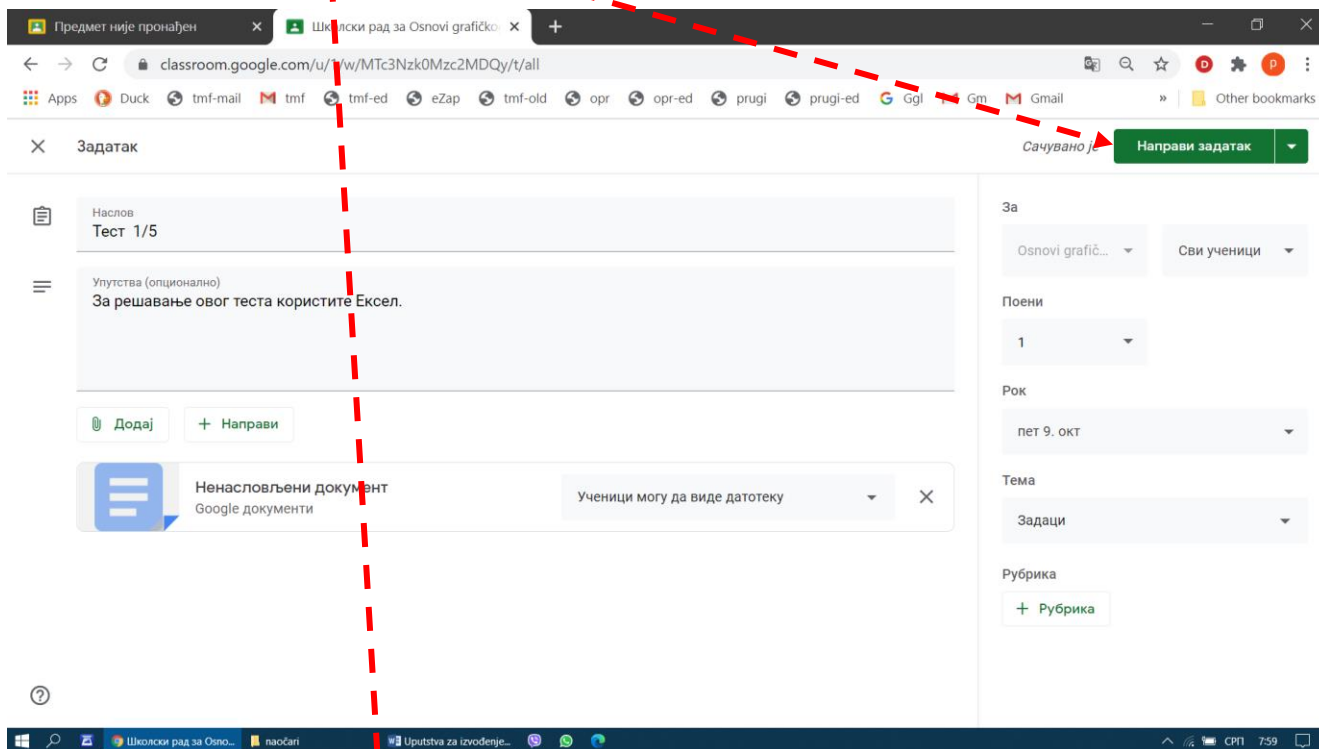 Предмет није пронађен
Школски рад за Osnovi grafičko
classroom.google.com/u/1/w/MTc3Nzk0Mzc2MDQy/t/all
Apps Duck tmf-mail tmf tmf-ed eZap tmf-old opr opr-ed prugi prugi-ed Ggl Gm Gmail » Other bookmarks
Задатак
Сачувано је
Направи задатак
Наслов
Тест 1/5
Упутства (опционално)
За решавање овог теста користите Ексел.
Додај
+ Направи
Ненасловљени документ
Google документи
Ученици могу да виде датотеку
За
Osnovi grafič...
Сви ученици
Поени
1
Рок
пет 9. окт
Тема
Задаци
Рубрика
+ Рубрика
Школски рад за Osno...
naočari
Uputstva za izvođenje...
СРП
7:59